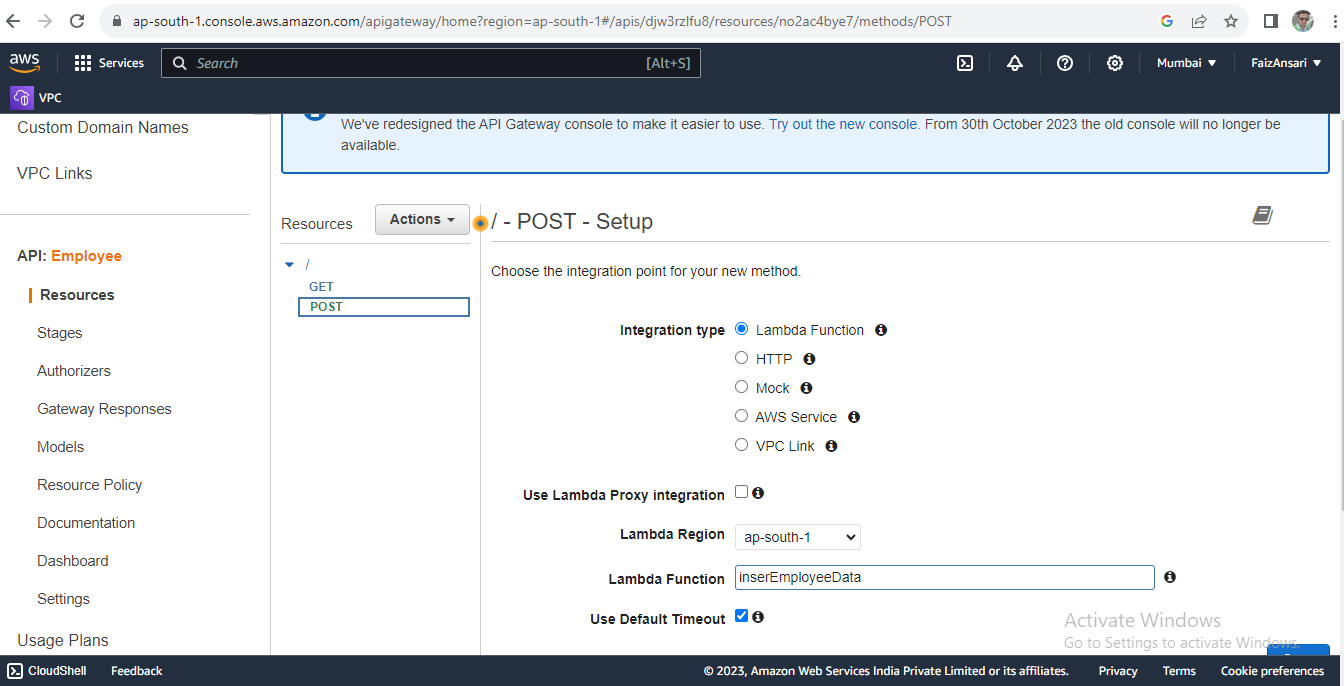 ap-south-1.console.aws.amazon.com/apigateway/home?region=ap-south-1#/apis/djw3rzlfu8/resources/no2ac4bye7/methods/POST
aws Services Search [Alt+S] Mumbai FaizAnsari
VPC
Custom Domain Names
VPC Links
API: Employee
Resources
Stages
Authorizers
Gateway Responses
Models
Resource Policy
Documentation
Dashboard
Settings
Usage Plans
We've redesigned the API Gateway console to make it easier to use. Try out the new console. From 30th October 2023 the old console will no longer be
available.
Resources Actions
/
GET
POST
/ - POST - Setup
Choose the integration point for your new method.
Integration type Lambda Function
HTTP
Mock
AWS Service
VPC Link
Use Lambda Proxy integration
Lambda Region ap-south-1
Lambda Function inserEmployeeData
Use Default Timeout
Activate Windows
Go to Settings to activate Windows.
CloudShell Feedback © 2023, Amazon Web Services India Private Limited or its affiliates. Privacy Terms Cookie preferences